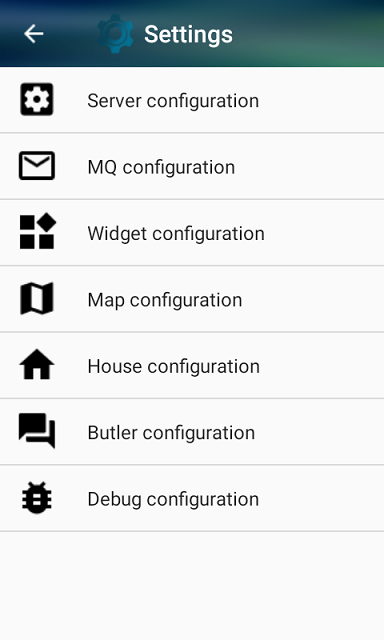 Settings
Server configuration
MQ configuration
Widget configuration
Map configuration
House configuration
Butler configuration
Debug configuration